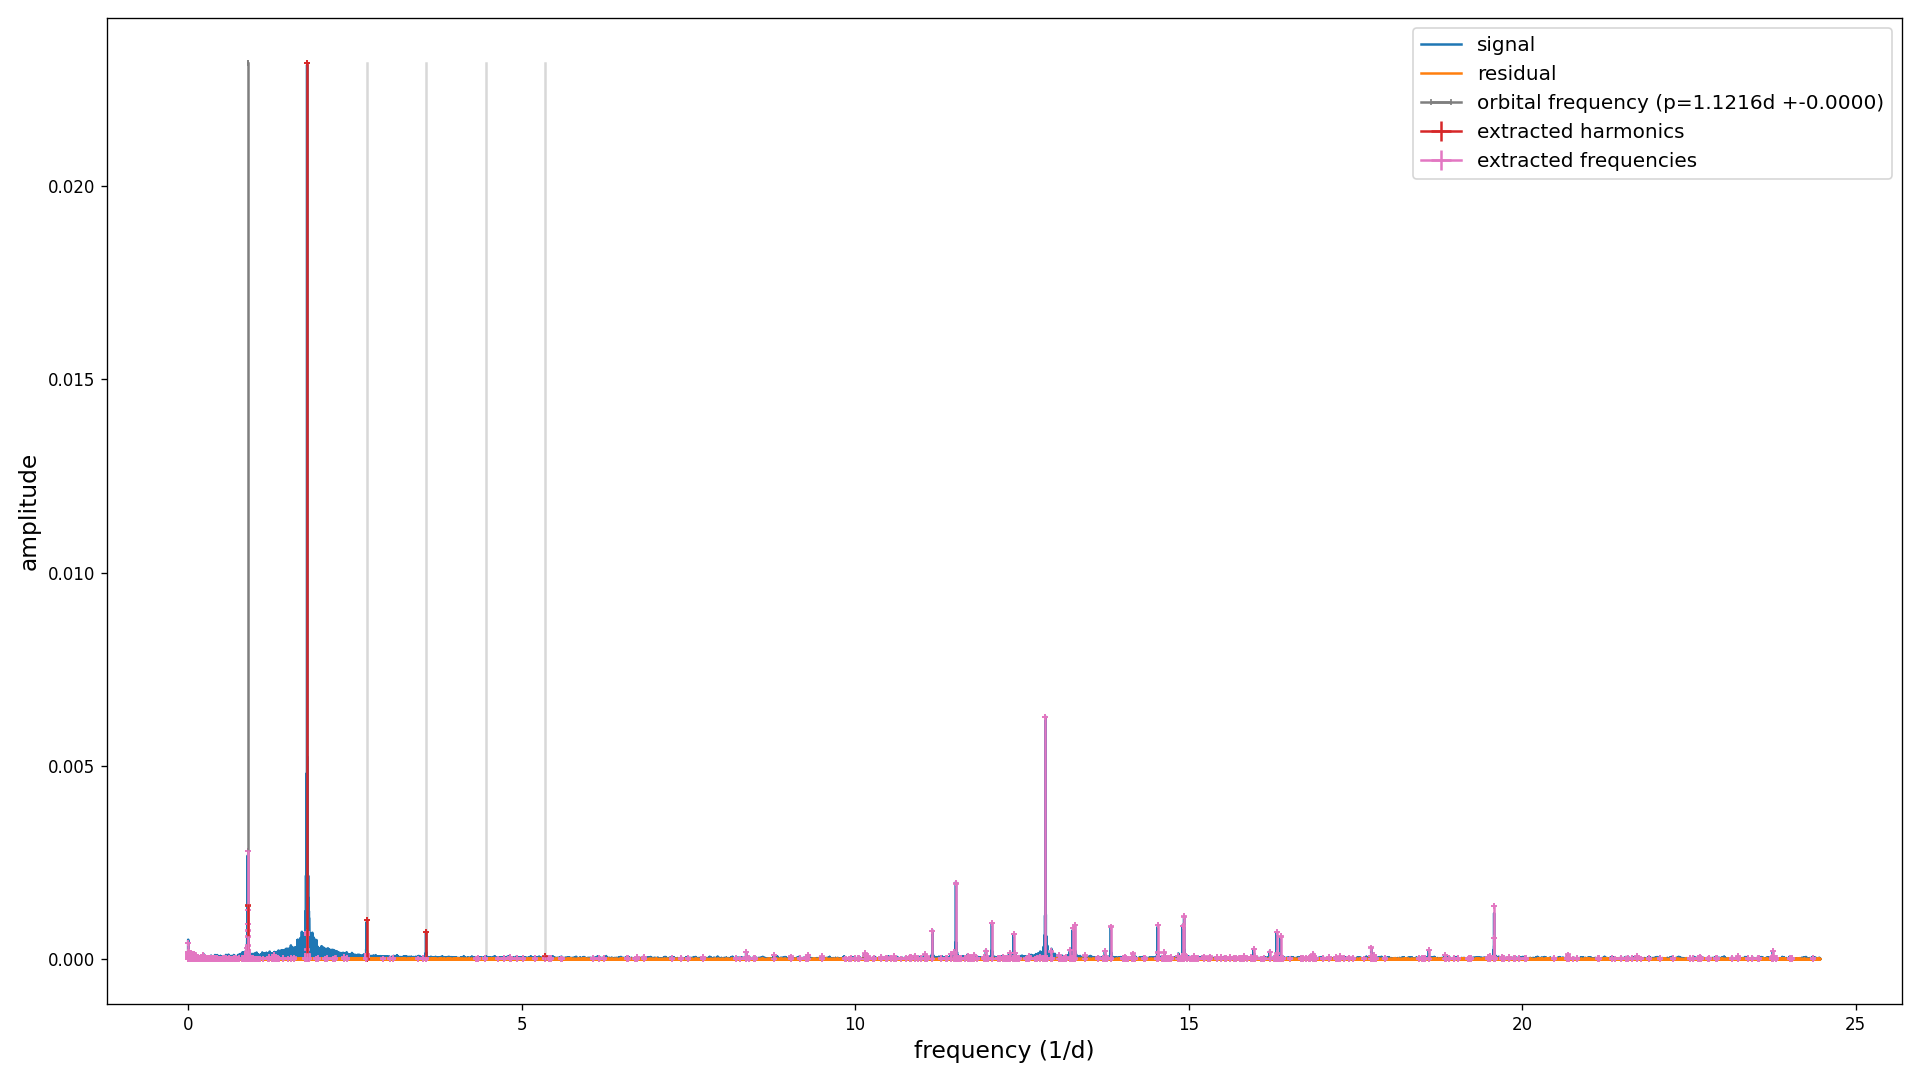 signal
residual
orbital frequency (p=1.1216d +-0.0000)
extracted harmonics
extracted frequencies
amplitude
0.020
0.015
0.010
0.005
0.000
0 5 10 15 20 25
frequency (1/d)